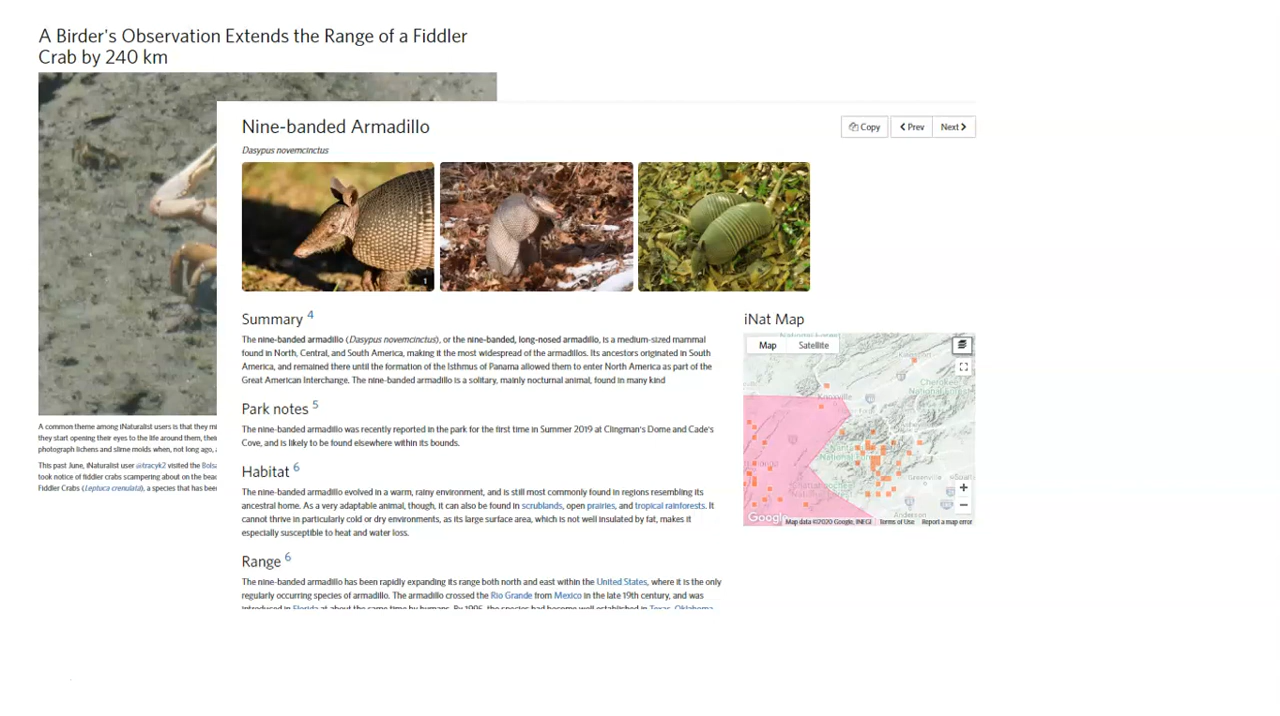 A Birder's Observation Extends the Range of a Fiddler
Crab by 240 km
Nine-banded Armadillo
Copy
Prev
Next
Dasypus novemcinctus
1
Summary 4
The nine-banded armadillo (Dasypus novemcinctus), or the nine-banded, long-nosed armadillo, is a medium-sized mammal
found in North, Central, and South America, making it the most widespread of the armadillos. Its ancestors originated in South
America, and remained there until the formation of the Isthmus of Panama allowed them to enter North America as part of the
Great American Interchange. The nine-banded armadillo is a solitary, mainly nocturnal animal, found in many kind
Park notes 5
The nine-banded armadillo was recently reported in the park for the first time in Summer 2019 at Clingman's Dome and Cade's
Cove, and is likely to be found elsewhere within its bounds.
Habitat 6
The nine-banded armadillo evolved in a warm, rainy environment, and is still most commonly found in regions resembling its
ancestral home. As a very adaptable animal, though, it can also be found in scrublands, open prairies, and tropical rainforests. It
cannot thrive in particularly cold or dry environments, as its large surface area, which is not well insulated by fat, makes it
especially susceptible to heat and water loss.
Range 6
The nine-banded armadillo has been rapidly expanding its range both north and east within the United States, where it is the only
regularly occurring species of armadillo. The armadillo crossed the Rio Grande from Mexico in the late 19th century, and was
introduced in Florida at about the same time by humans. By 1995, the species had become well established in Texas, Oklahoma,
iNat Map
Map
Satellite
Knoxville
Cherokee
Greenville
Anderson
Google
Map data ©2020 Google, INEGI
Terms of Use
Report a map error
A common theme among iNaturalist users is that they
they start opening their eyes to the life around them,
photograph lichens and slime molds when, not long ago,
This past June, iNaturalist user @tracyk2 visited the
took notice of fiddler crabs scampering about on the
Fiddler Crabs (Leptuca crenulata), a species that has